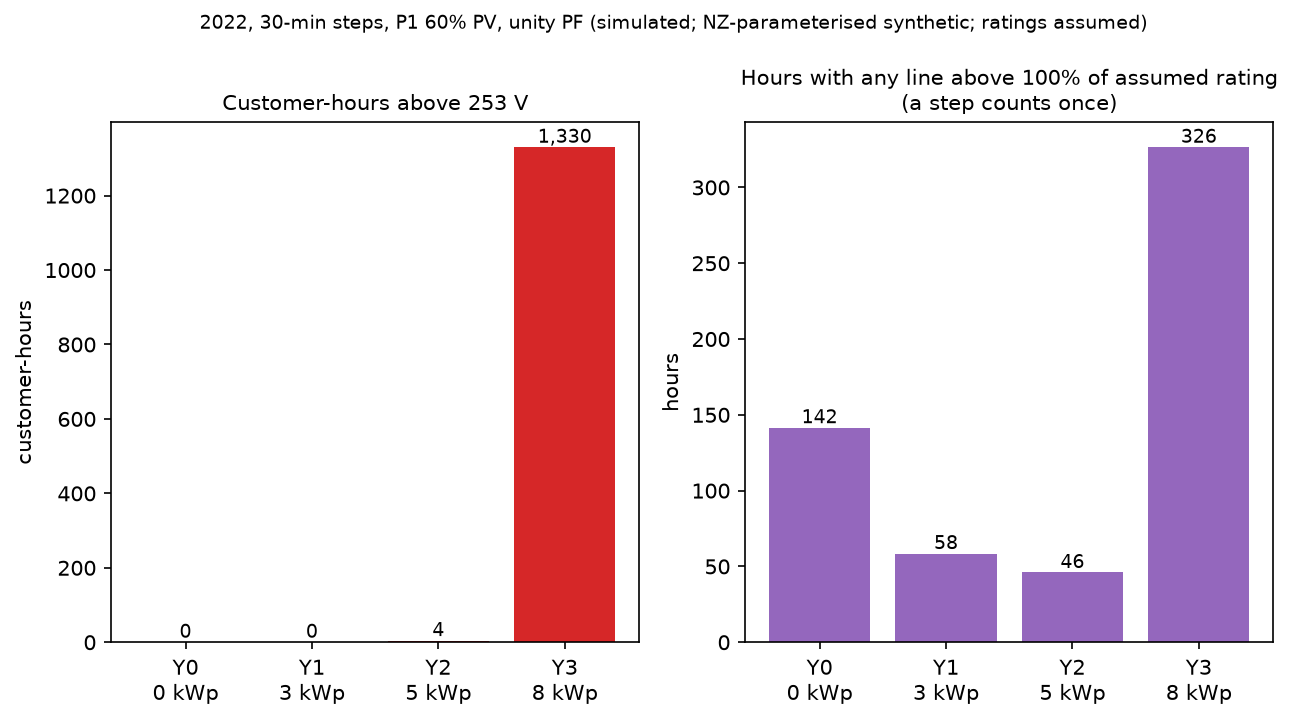 2022, 30-min steps, P1 60% PV, unity PF (simulated; NZ-parameterised synthetic; ratings assumed)
Customer-hours above 253 V
customer-hours
1200
1000
800
600
400
200
0
0
0
4
1,330
Y0
Y1
Y2
Y3
0 kWp
3 kWp
5 kWp
8 kWp
Hours with any line above 100% of assumed rating
(a step counts once)
hours
300
250
200
150
100
50
0
142
58
46
326
Y0
Y1
Y2
Y3
0 kWp
3 kWp
5 kWp
8 kWp